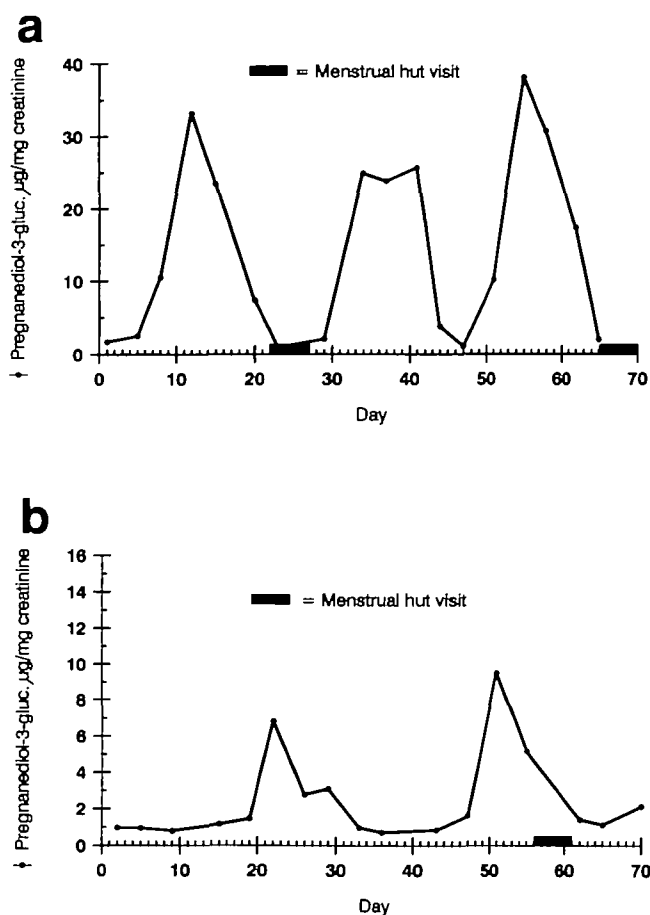 a
= Menstrual hut visit
Pregnanediol-3-gluc. µg/mg creatinine
40
30
20
10
0
0 10 20 30 40 50 60 70
Day
b
= Menstrual hut visit
Pregnanediol-3-gluc. µg/mg creatinine
16
14
12
10
8
6
4
2
0
0 10 20 30 40 50 60 70
Day